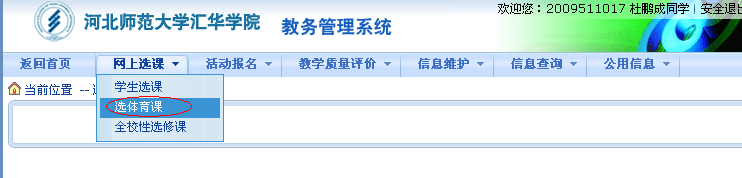 河北师范大学汇华学院 教务管理系统 欢迎您：2009511017 杜鹏成同学 | 安全退出
返回首页 网上选课 活动报名 教学质量评价 信息维护 信息查询 公用信息
学生选课
当前位置 --
选体育课
全校性选修课